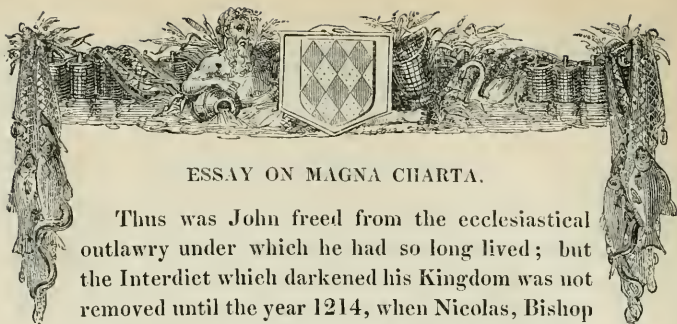 ESSAY ON MAGNA CHARTA.
Thus was John freed from the ecclesiastical
outlawry under which he had so long lived; but
the Interdict which darkened his Kingdom was not
removed until the year 1214, when Nicolas, Bishop